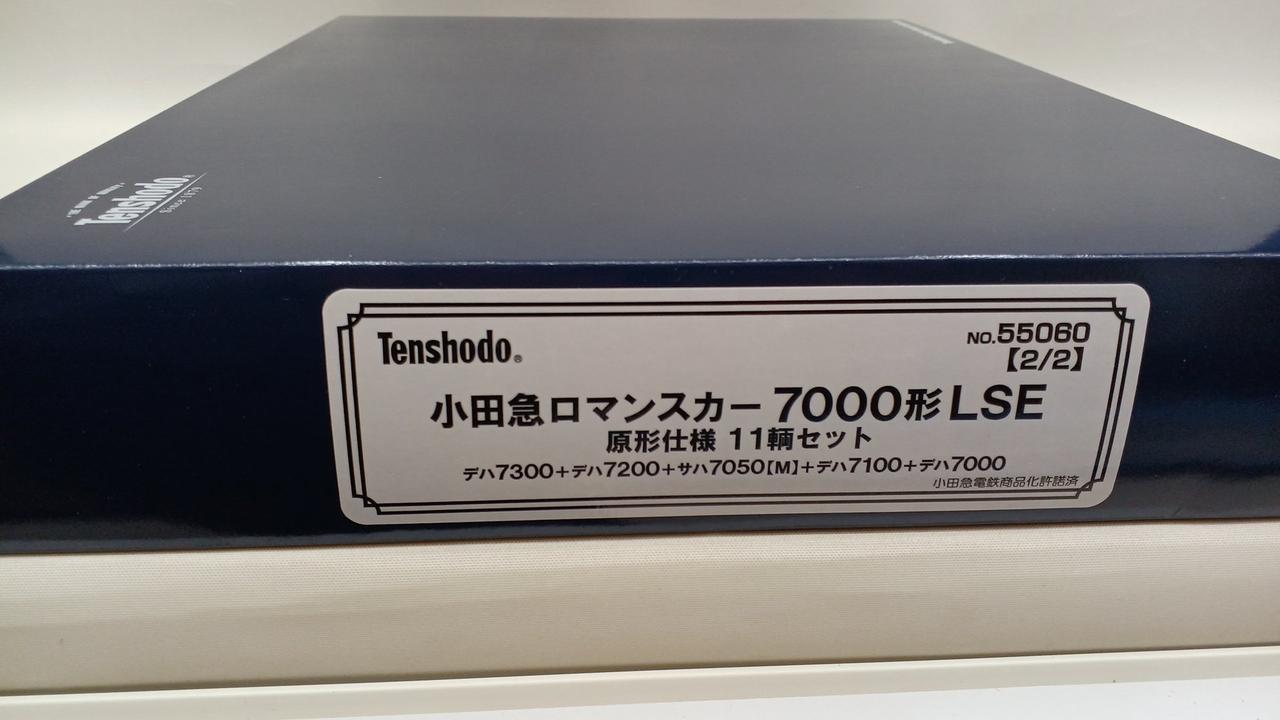 Tenshodo®
Since 1879
Tenshodo®
NO.55060
【2/2】
小田急ロマンスカー 7000形 LSE
原形仕様 11輌セット
デハ7300+デハ7200+サハ7050【M】+デハ7100+デハ7000
小田急電鉄商品化許諾済